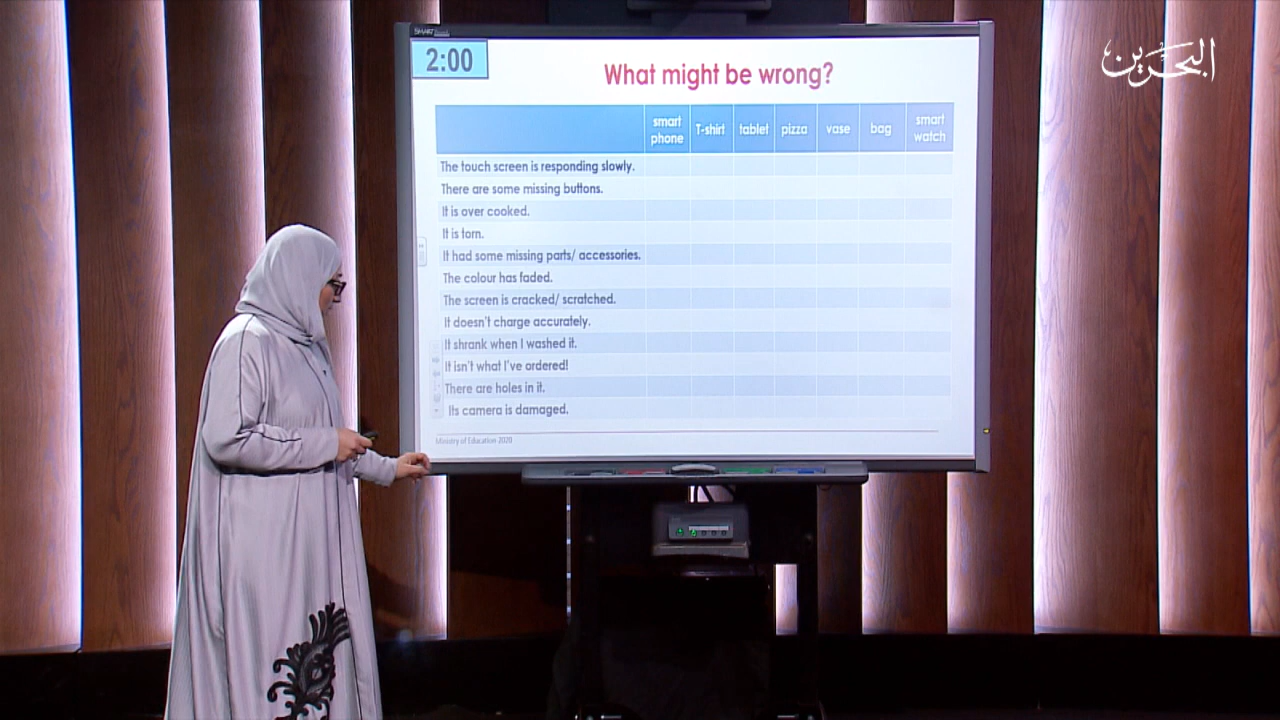 SMART
2:00
What might be wrong?
البحرين
smart phone
T-shirt
tablet
pizza
vase
bag
smart watch
The touch screen is responding slowly.
There are some missing buttons.
It is over cooked.
It is torn.
It had some missing parts/ accessories.
The colour has faded.
The screen is cracked/ scratched.
It doesn't charge accurately.
It shrank when I washed it.
It isn't what I've ordered!
There are holes in it.
Its camera is damaged.
Ministry of Education-2020